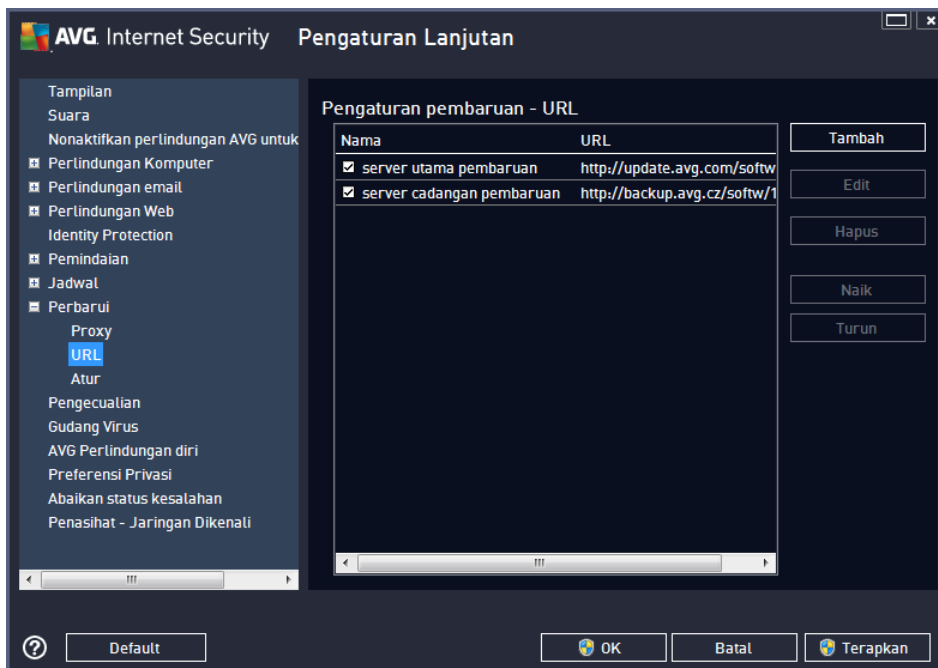 AVG. Internet Security Pengaturan Lanjutan
Tampilan
Suara
Nonaktifkan perlindungan AVG untuk
Perlindungan Komputer
Perlindungan email
Perlindungan Web
Identity Protection
Pemindaian
Jadwal
Perbarui
Proxy
URL
Atur
Pengecualian
Gudang Virus
AVG Perlindungan diri
Preferensi Privasi
Abaikan status kesalahan
Penasihat - Jaringan Dikenali
Pengaturan pembaruan - URL
Nama URL
server utama pembaruan http://update.avg.com/softw
server cadangan pembaruan http://backup.avg.cz/softw/1
Tambah
Edit
Hapus
Naik
Turun
Default
OK
Batal
Terapkan